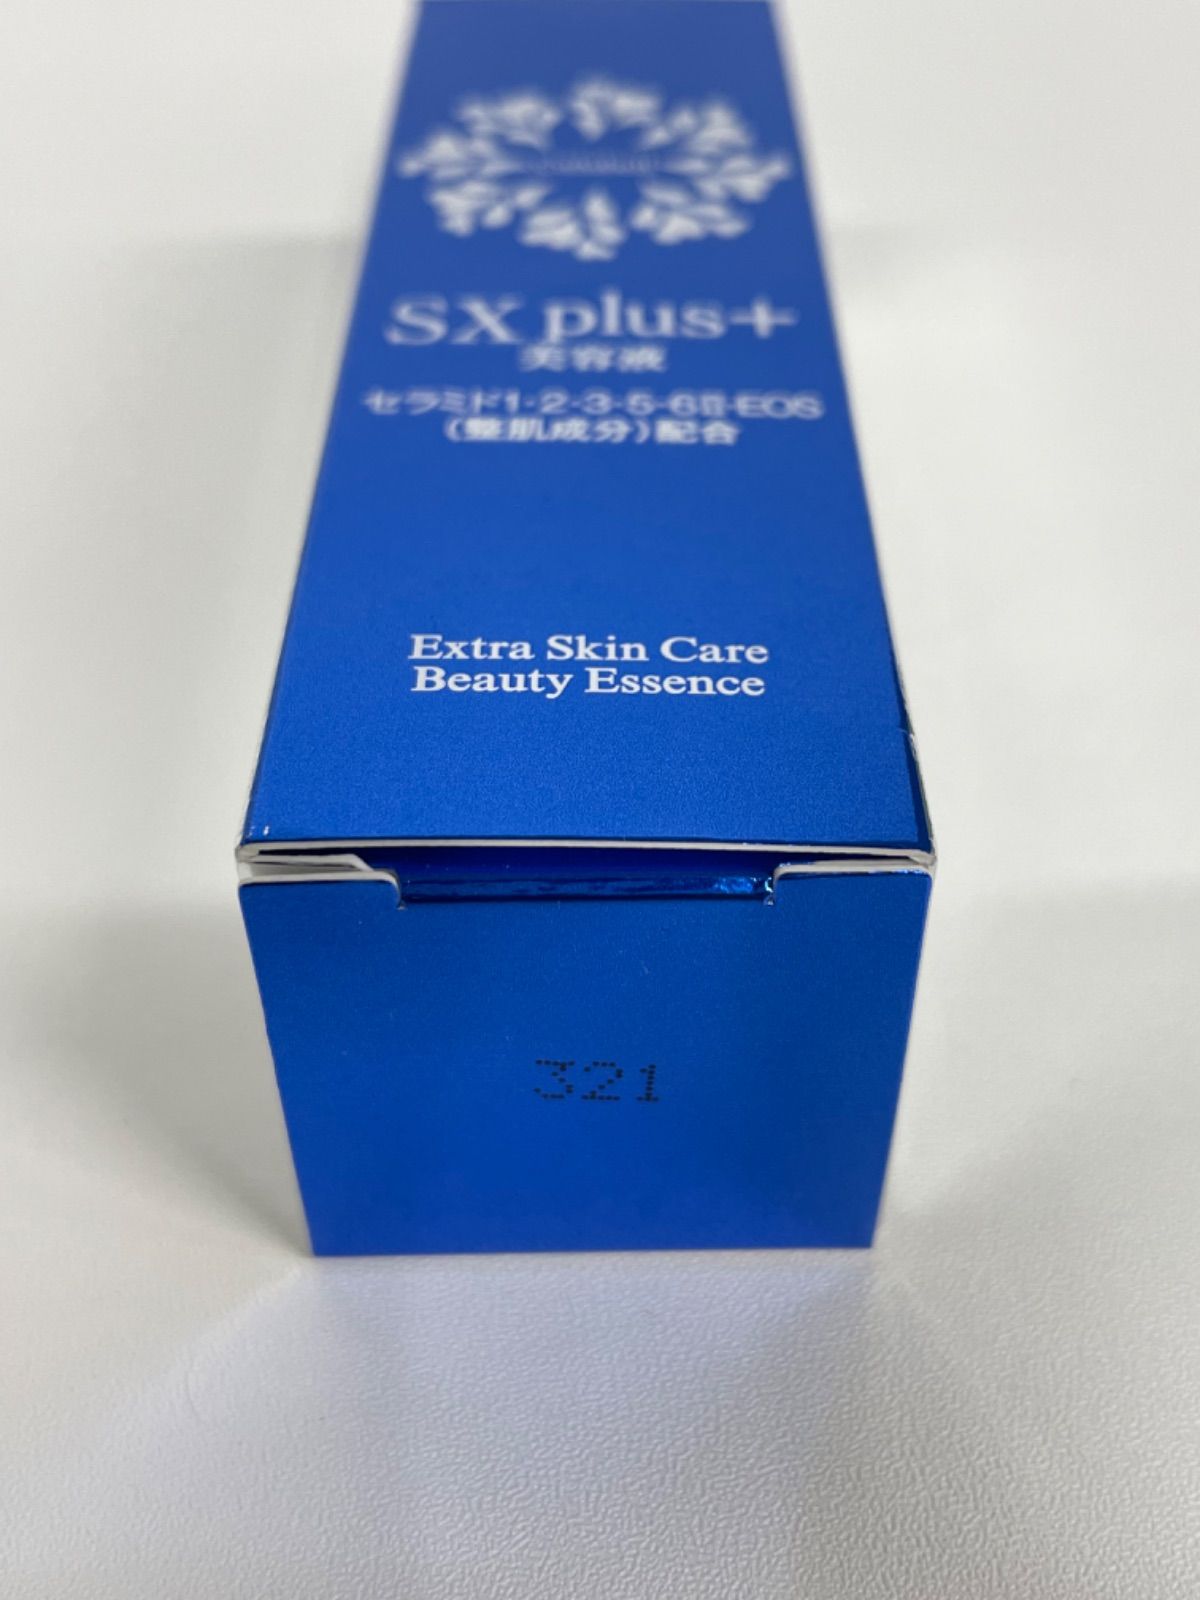 SX plus+
美容液
セラミド1・2・3・5・6Ⅱ・EOS
(整肌成分)配合
Extra Skin Care
Beauty Essence
321